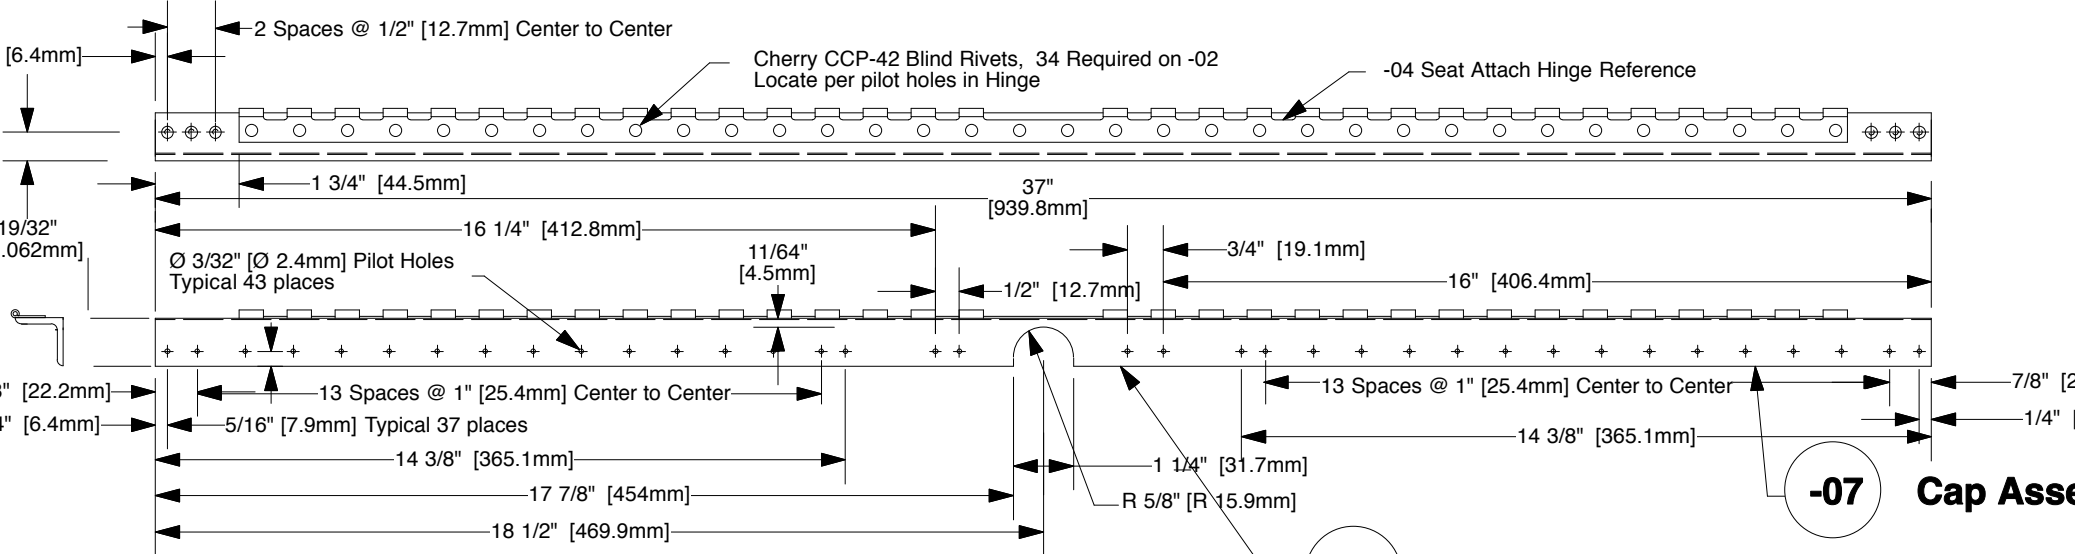 2 Spaces @ 1/2" [12.7mm] Center to Center
[6.4mm]
Cherry CCP-42 Blind Rivets, 34 Required on -02
Locate per pilot holes in Hinge
-04 Seat Attach Hinge Reference
1 3/4" [44.5mm]
37"
[939.8mm]
19/32"
.062mm]
16 1/4" [412.8mm]
11/64"
[4.5mm]
3/4" [19.1mm]
Ø 3/32" [Ø 2.4mm] Pilot Holes
Typical 43 places
1/2" [12.7mm]
16" [406.4mm]
" [22.2mm]
13 Spaces @ 1" [25.4mm] Center to Center
13 Spaces @ 1" [25.4mm] Center to Center
7/8" [2
" [6.4mm]
5/16" [7.9mm] Typical 37 places
1/4" [
14 3/8" [365.1mm]
14 3/8" [365.1mm]
1 1/4" [31.7mm]
17 7/8" [454mm]
R 5/8" [R 15.9mm]
-07 Cap Asse
18 1/2" [469.9mm]